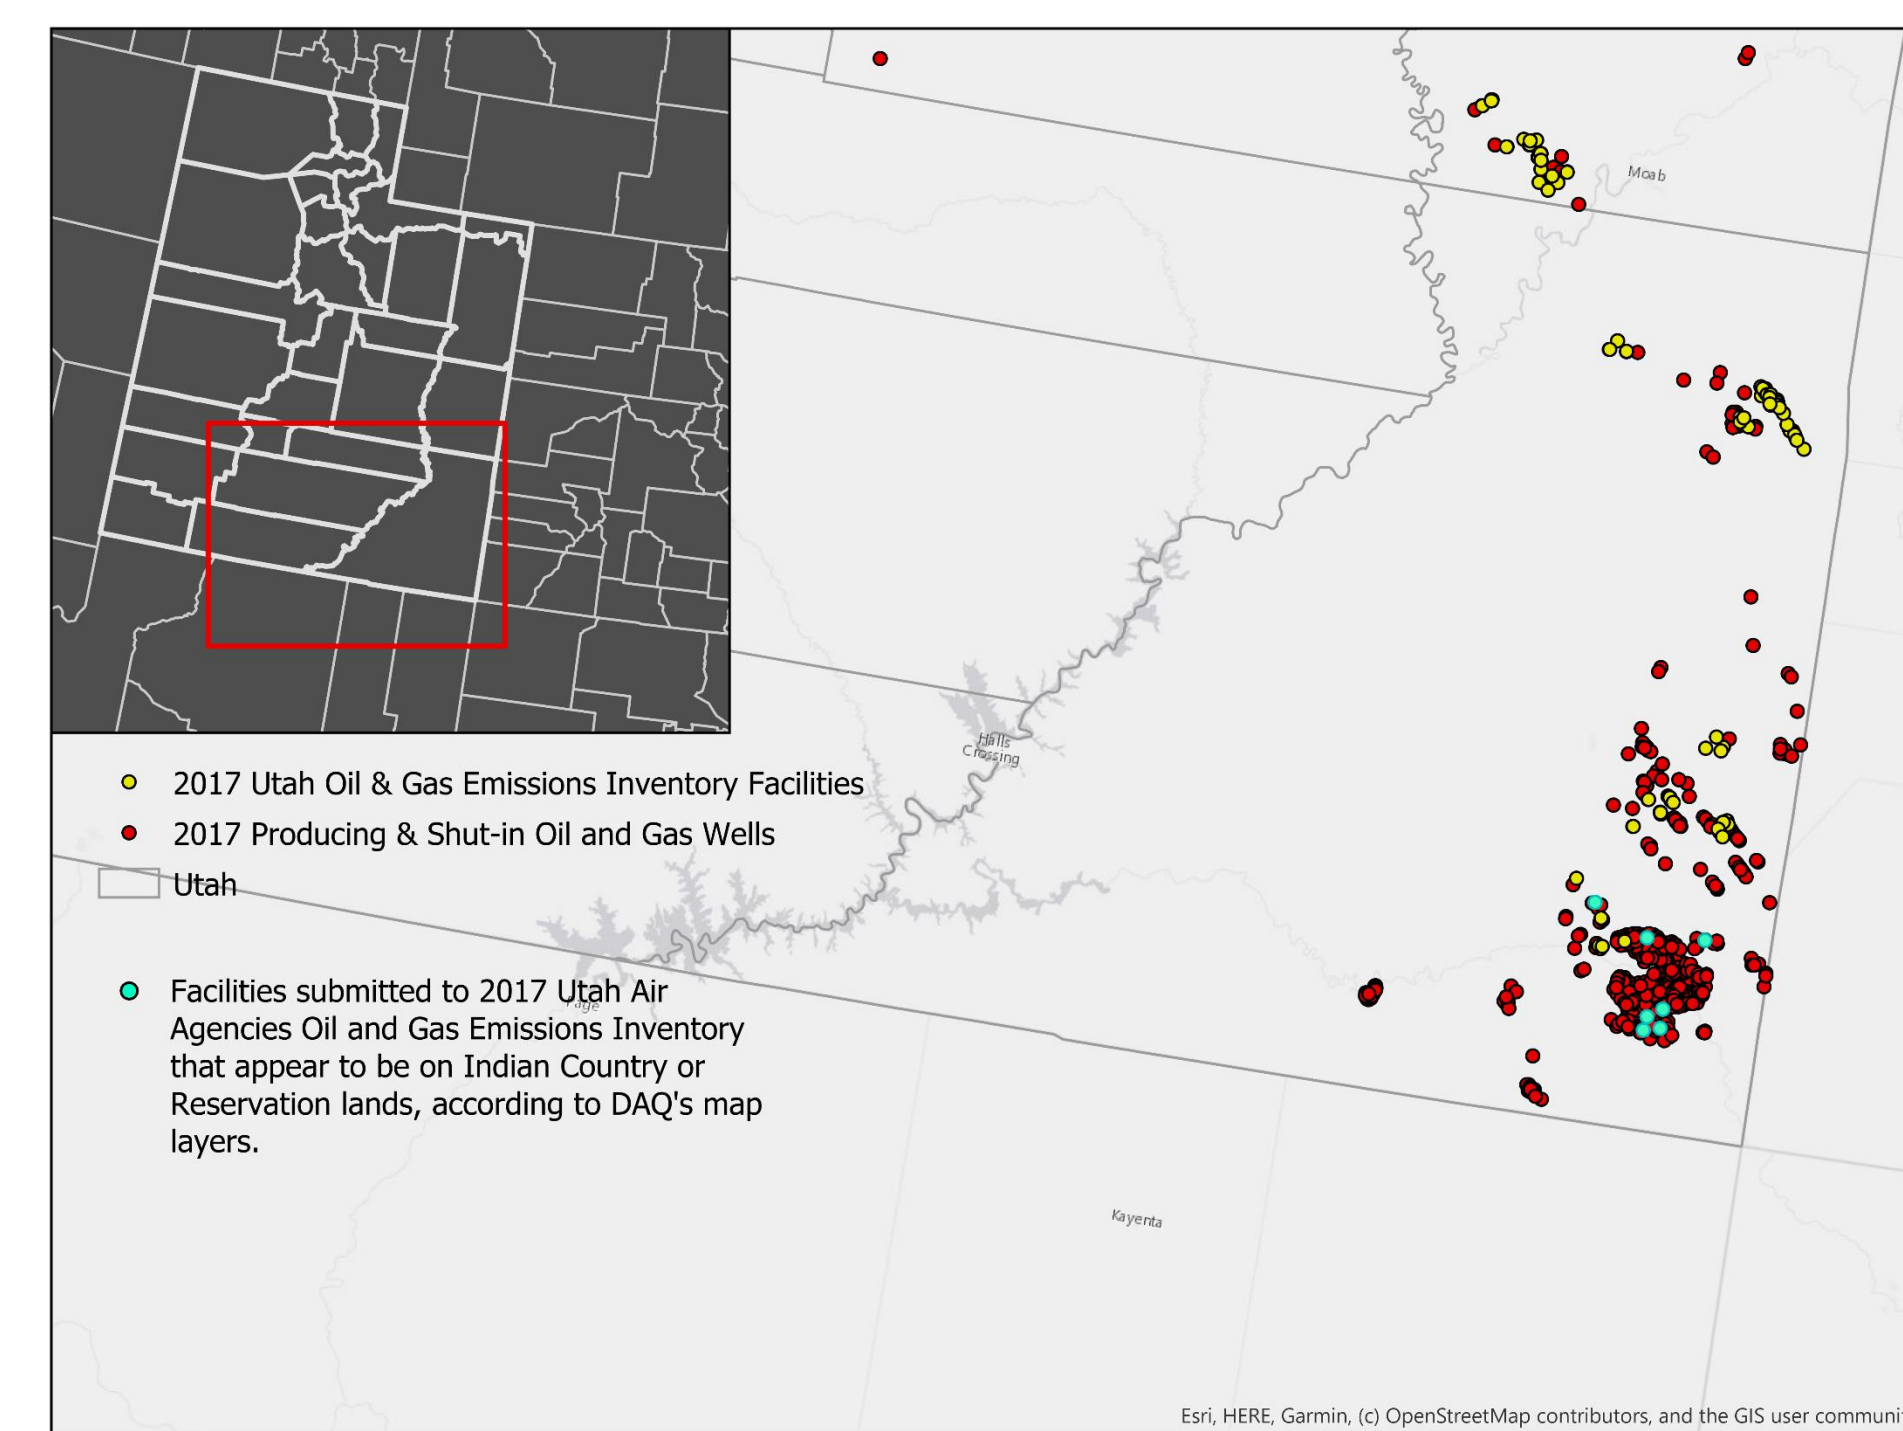 Moab
Halls
Crossing
2017 Utah Oil & Gas Emissions Inventory Facilities
2017 Producing & Shut-in Oil and Gas Wells
Utah
Facilities submitted to 2017 Utah Air
Agencies Oil and Gas Emissions Inventory
that appear to be on Indian Country or
Reservation lands, according to DAQ's map
layers.
Page
Kayenta
Esri, HERE, Garmin, (c) OpenStreetMap contributors, and the GIS user communi